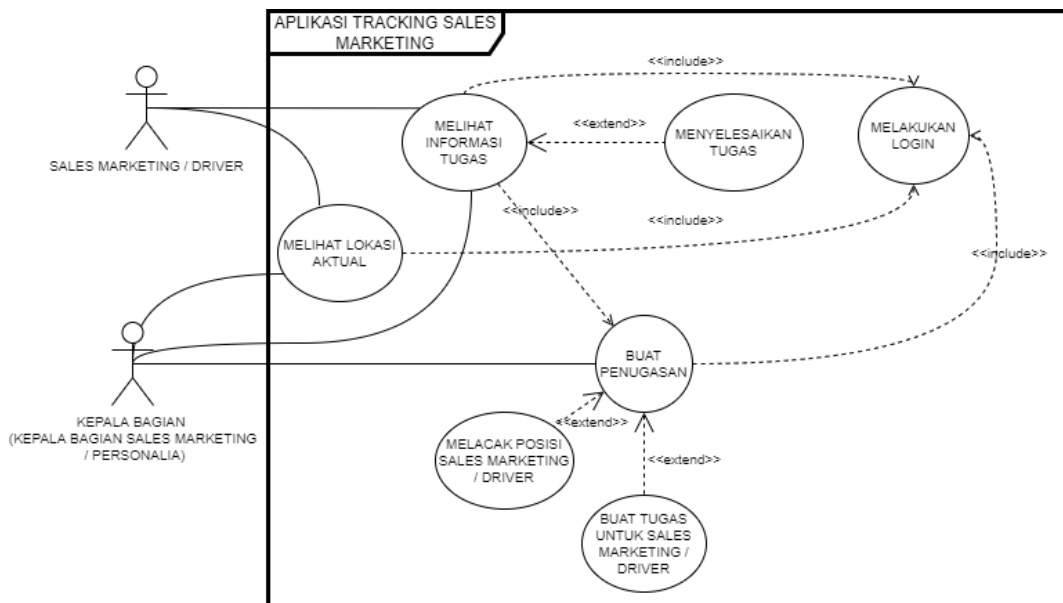 APLIKASI TRACKING SALES
MARKETING
<<include>>
SALES MARKETING / DRIVER
MELIHAT
INFORMASI
TUGAS
<<extend>>
MENYELESAIKAN
TUGAS
MELAKUKAN
LOGIN
<<include>>
<<include>>
MELIHAT LOKASI
AKTUAL
<<include>>
BUAT
PENUGASAN
KEPALA BAGIAN
(KEPALA BAGIAN SALES MARKETING
/ PERSONALIA)
<<extend>>
MELACAK POSISI
SALES MARKETING
/ DRIVER
<<extend>>
BUAT TUGAS
UNTUK SALES
MARKETING /
DRIVER